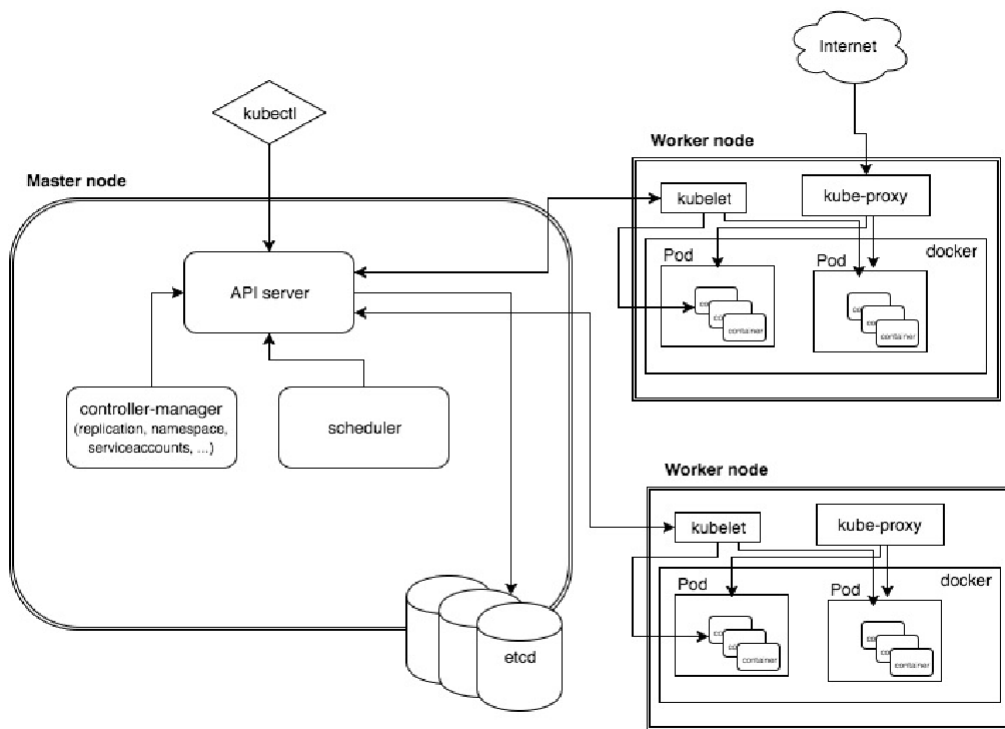 Internet
kubectl
Worker node
Master node
kubelet
kube-proxy
docker
Pod
Pod
container
container
API server
controller-manager
(replication, namespace,
serviceaccounts, ...)
scheduler
Worker node
kubelet
kube-proxy
docker
Pod
Pod
container
container
etcd